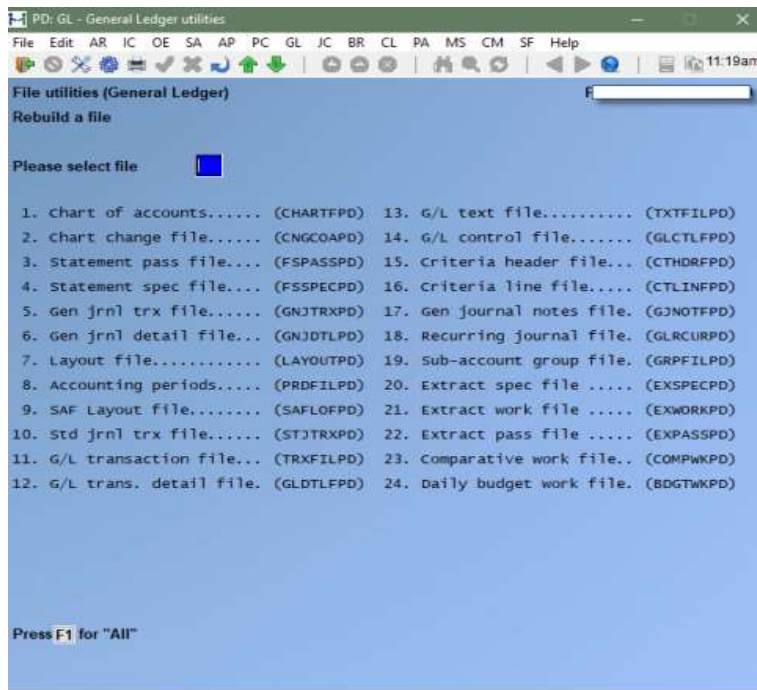 PD: GL - General Ledger utilities
File Edit AR IC OE SA AP PC GL JC BR CL PA MS CM SF Help
11:19am
File utilities (General Ledger)
Rebuild a file
Please select file
1. Chart of accounts...... (CHARTFPD) 13. G/L text file.......... (TXTFILPD)
2. Chart change file...... (CNGCOAPD) 14. G/L control file....... (GLCTLFPD)
3. Statement pass file.... (FSPASSPD) 15. Criteria header file... (CTHDRFPD)
4. Statement spec file.... (FSSPECPD) 16. Criteria line file..... (CTLINFPD)
5. Gen jrnl trx file...... (GNJTRXPD) 17. Gen journal notes file. (GJNOTFPD)
6. Gen jrnl detail file... (GNJDTLPD) 18. Recurring journal file. (GLRCURPD)
7. Layout file............ (LAYOUTPD) 19. Sub-account group file. (GRPFILPD)
8. Accounting periods..... (PRDFILPD) 20. Extract spec file ..... (EXSPECPD)
9. SAF Layout file........ (SAFLOFPD) 21. Extract work file ..... (EXWORKPD)
10. Std jrnl trx file...... (STJTRXPD) 22. Extract pass file ..... (EXPASSPD)
11. G/L transaction file... (TRXFILPD) 23. Comparative work file.. (COMPWKPD)
12. G/L trans. detail file. (GLDTLFPD) 24. Daily budget work file. (BDGTWKPD)
Press F1 for "All"